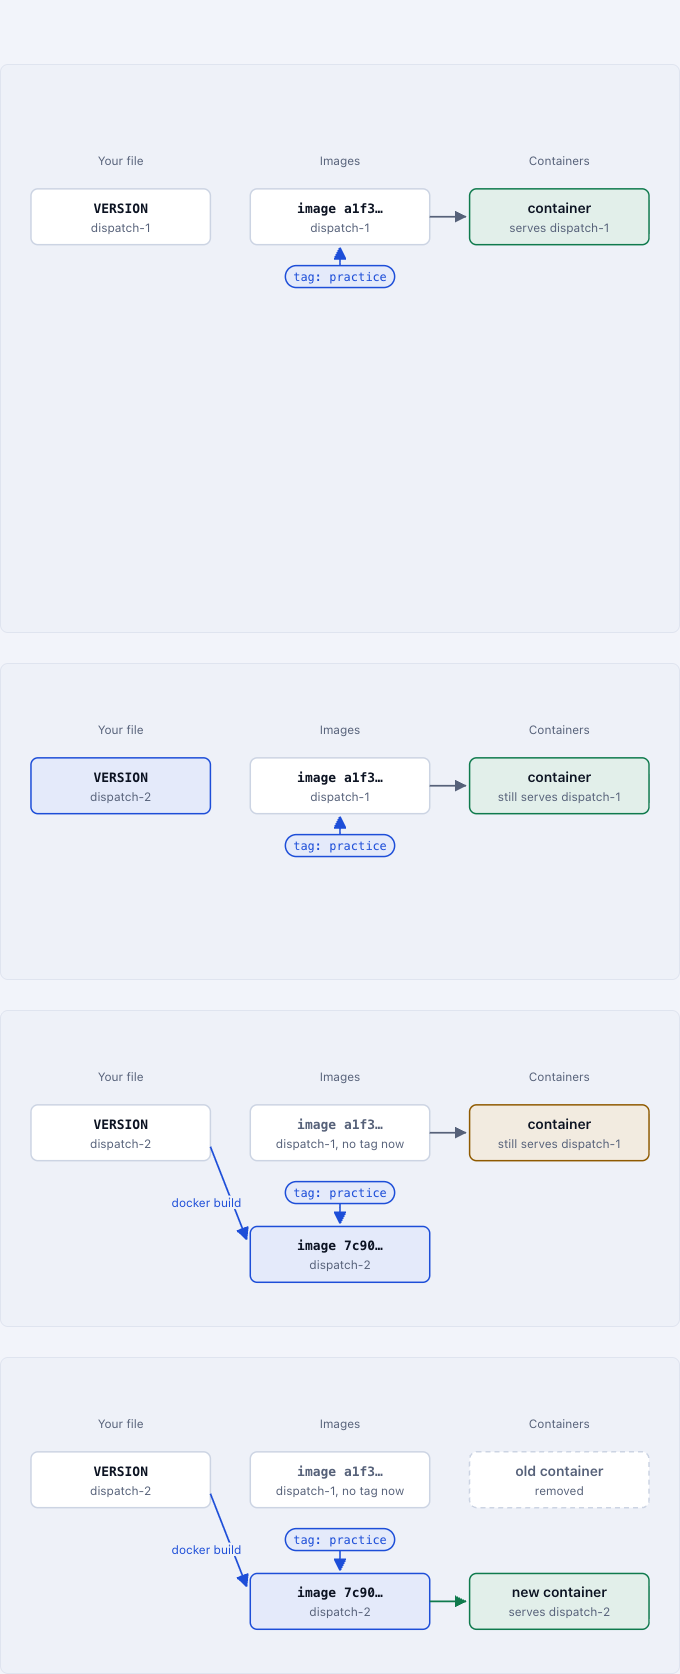 Your file
Images
Containers
VERSION
dispatch-1
image a1f3…
dispatch-1
container
serves dispatch-1
tag: practice
Your file
Images
Containers
VERSION
dispatch-2
image a1f3…
dispatch-1
container
still serves dispatch-1
tag: practice
Your file
Images
Containers
VERSION
dispatch-2
image a1f3…
dispatch-1, no tag now
container
still serves dispatch-1
tag: practice
docker build
image 7c90…
dispatch-2
Your file
Images
Containers
VERSION
dispatch-2
image a1f3…
dispatch-1, no tag now
old container
removed
tag: practice
docker build
image 7c90…
dispatch-2
new container
serves dispatch-2